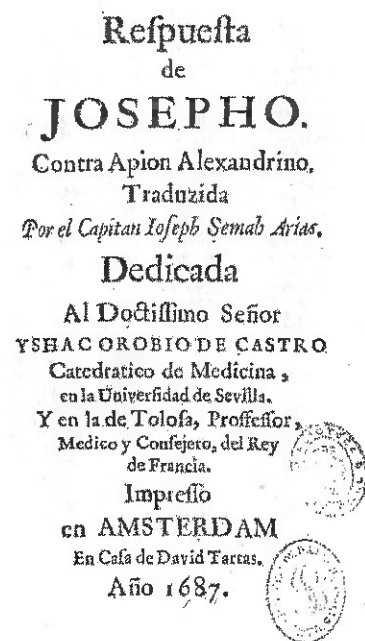 Reſpueſta
de
JOSEPHO.
Contra Apion Alexandrino,
Traduzida
Por el Capitan Ioſeph Semah Arias.
Dedicada
Al Doctiſſimo Señor
YSHAC OROBIO DE CASTRO
Catedratico de Medicina,
en la Univerſidad de Sevilla.
Y en la de Toloſa, Proffeſſor,
Medico y Conſejero, del Rey
de Francia.
Impreſſo
en AMSTERDAM
En Caſa de David Tartas.
Año 1687.